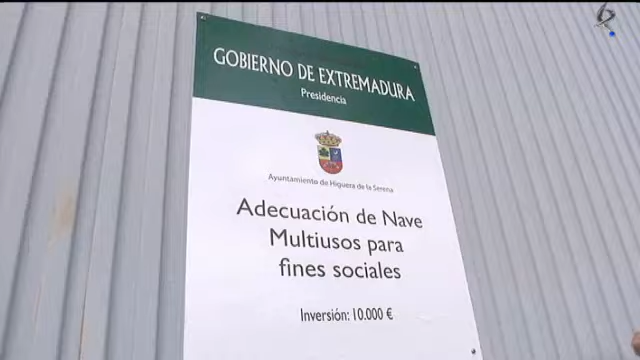 GOBIERNO DE EXTREMADURA
Presidencia
Ayuntamiento de Higuera de la Serena
Adecuación de Nave
Multiusos para
fines sociales
Inversión: 10.000 €